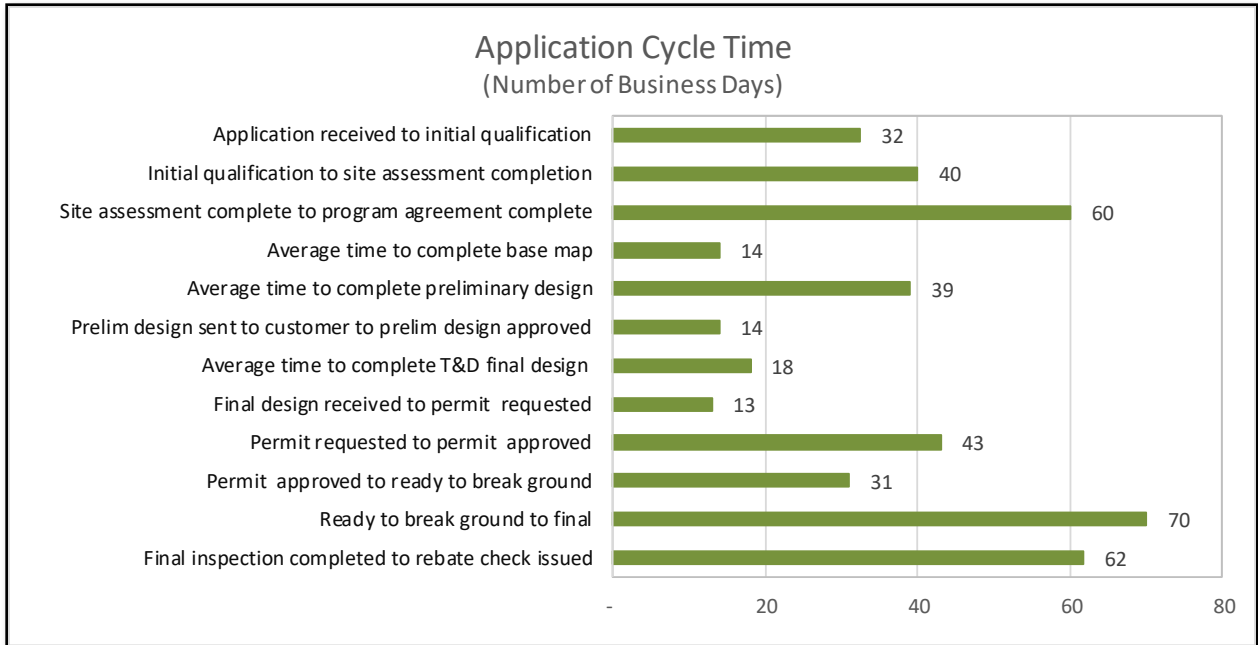 Application Cycle Time
(Number of Business Days)
Application received to initial qualification 32
Initial qualification to site assessment completion 40
Site assessment complete to program agreement complete 60
Average time to complete base map 14
Average time to complete preliminary design 39
Prelim design sent to customer to prelim design approved 14
Average time to complete T&D final design 18
Final design received to permit requested 13
Permit requested to permit approved 43
Permit approved to ready to break ground 31
Ready to break ground to final 70
Final inspection completed to rebate check issued 62
- 20 40 60 80